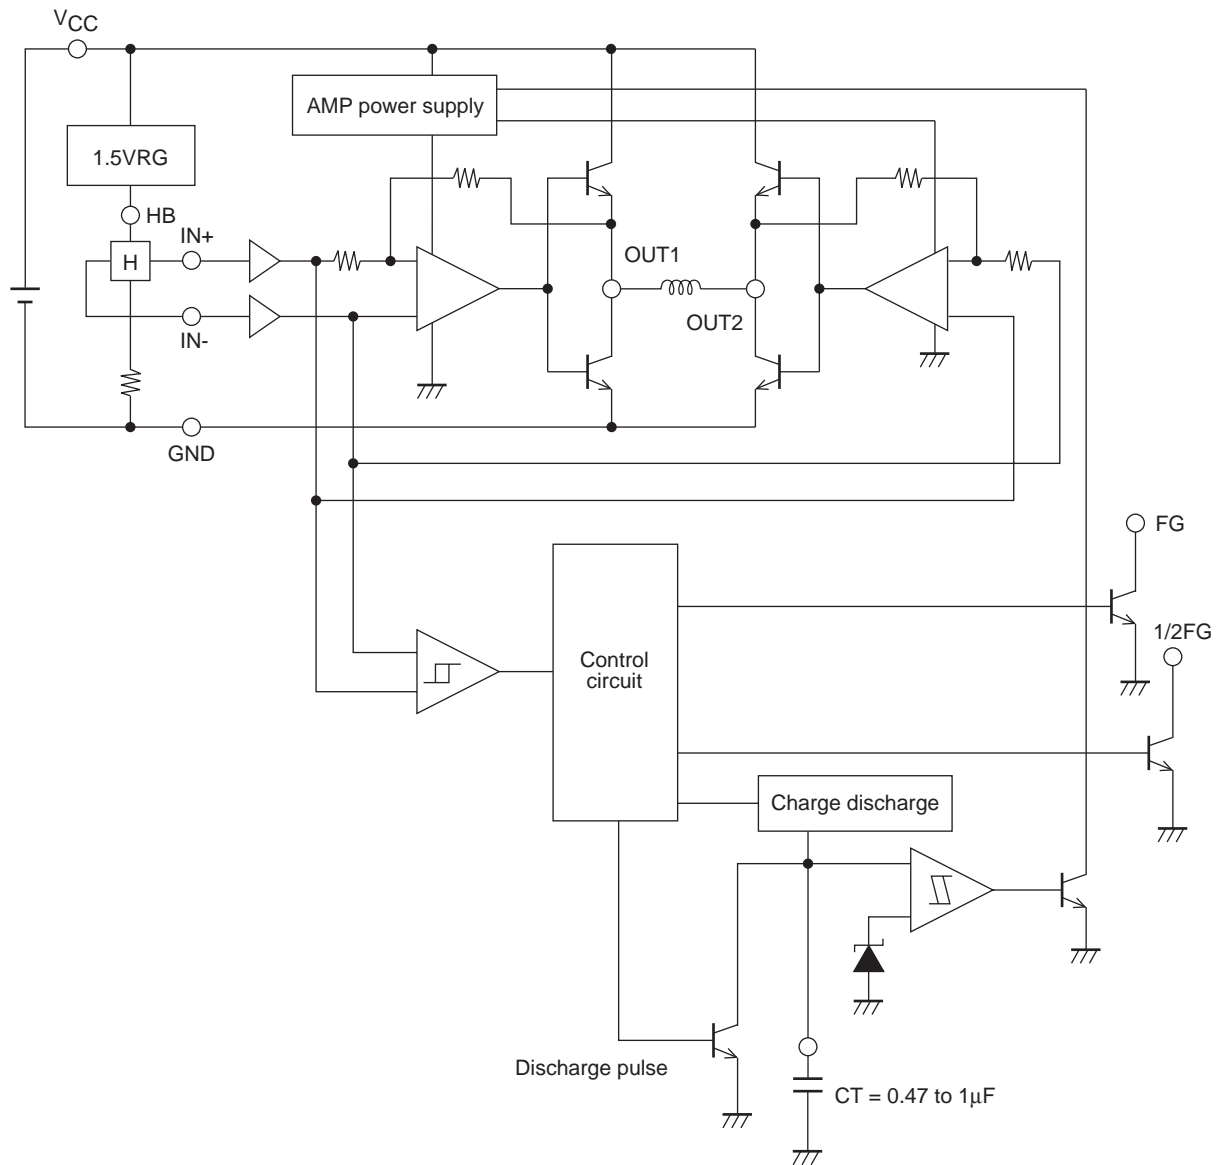 VCC
AMP power supply
1.5VRG
HB
IN+
H
OUT1
OUT2
IN-
GND
FG
1/2FG
Control
circuit
Charge discharge
Discharge pulse
CT = 0.47 to 1μF